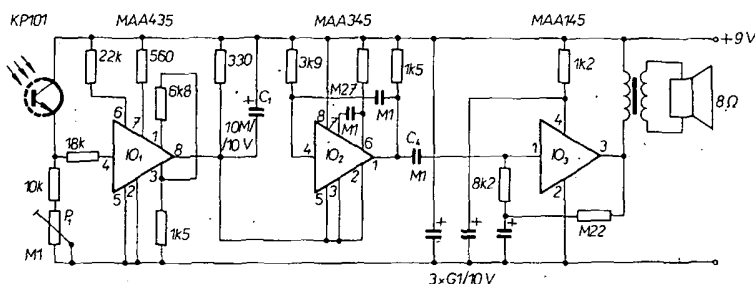 KP101 MAA435 MAA345 MAA145
+9V
22k 560 330 3k9 1k5 1k2
6k8 M27 M1
C₁ M1
10M/
/10 V
8Ω
6 7 1 8 7 4
18k 4 IO₁ 8 4 IO₂ 6 1 C₄ 1 IO₃ 3
M1
10k 5 2 3 5 3 2 8k2 2
P₁
M1 1k5 M22
3×G1/10V